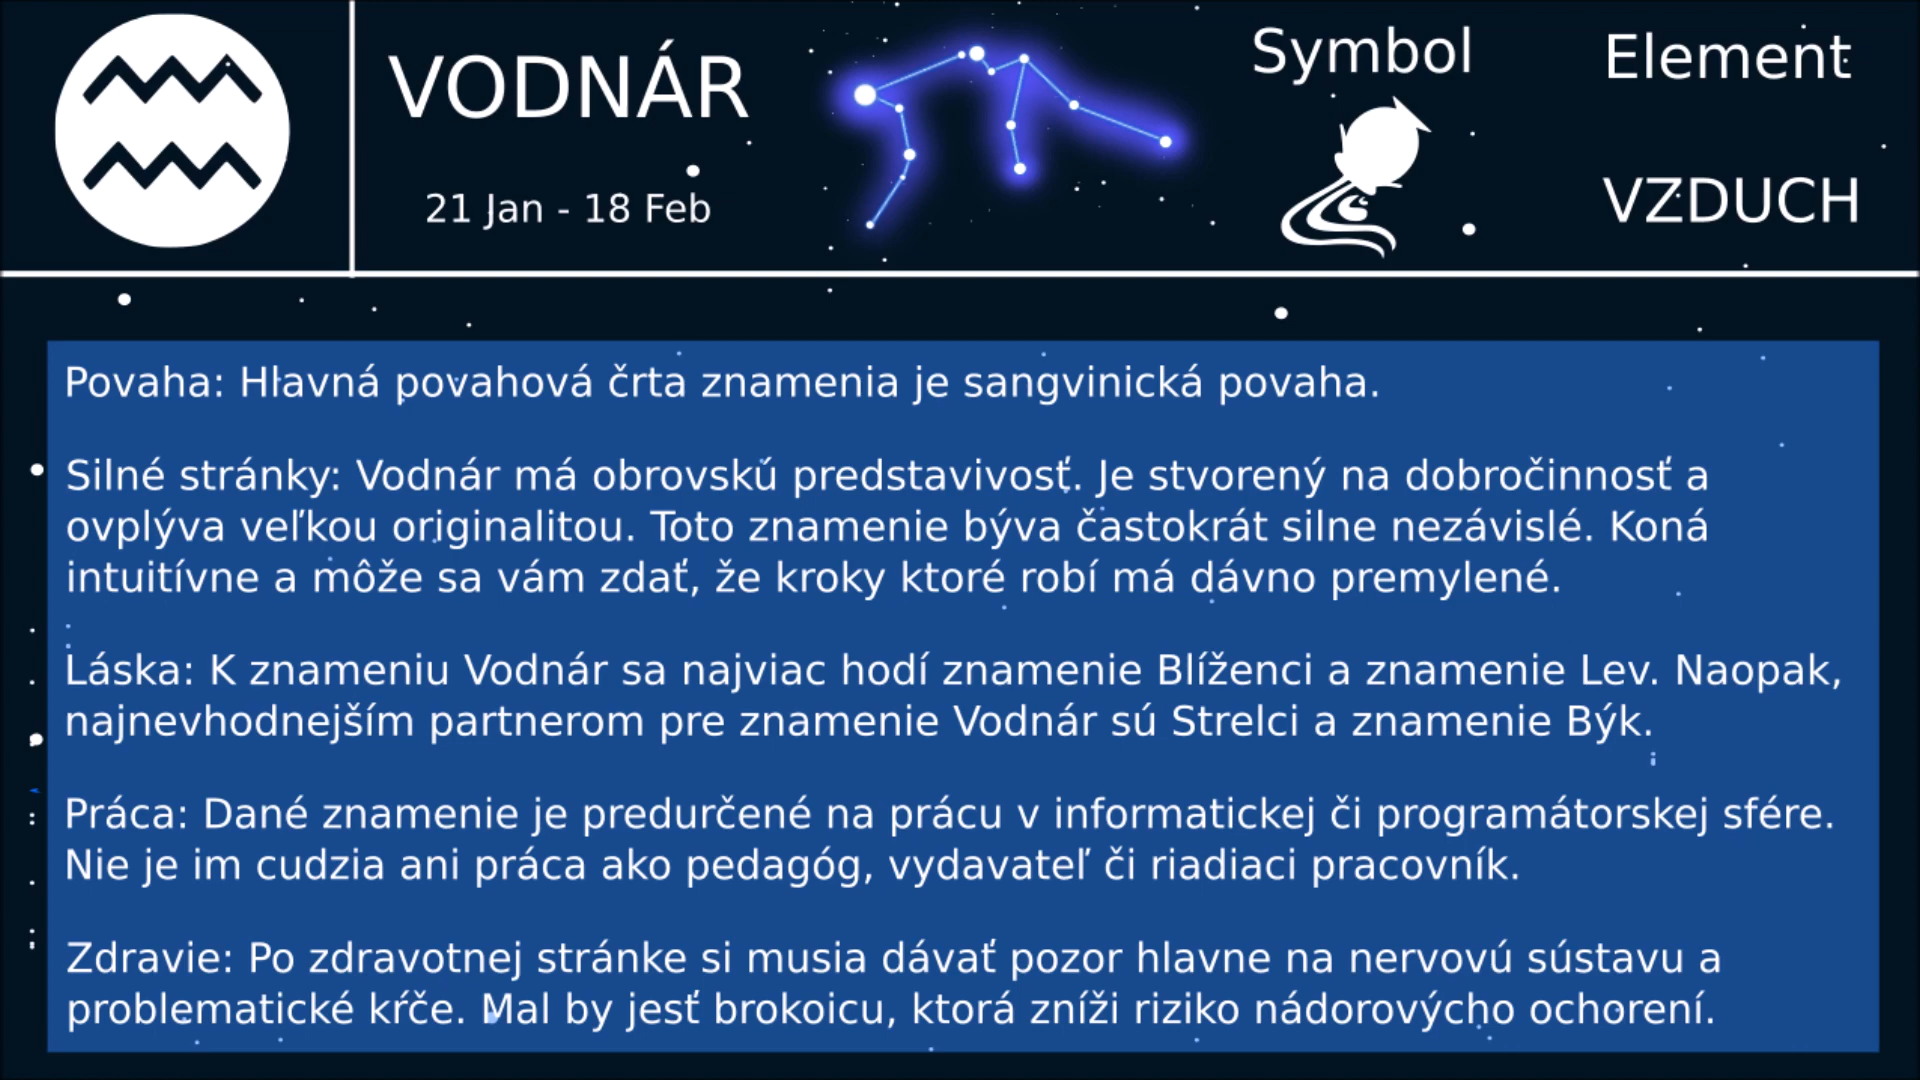 VODNÁR
21 Jan - 18 Feb
Symbol
Element
VZDUCH
Povaha: Hlavná povahová črta znamenia je sangvinická povaha.
Silné stránky: Vodnár má obrovskú predstavivosť. Je stvorený na dobročinnosť a
ovplýva veľkou originalitou. Toto znamenie býva častokrát silne nezávislé. Koná
intuitívne a môže sa vám zdať, že kroky ktoré robí má dávno premylené.
Láska: K znameniu Vodnár sa najviac hodí znamenie Blíženci a znamenie Lev. Naopak,
najnevhodnejším partnerom pre znamenie Vodnár sú Strelci a znamenie Býk.
Práca: Dané znamenie je predurčené na prácu v informatickej či programátorskej sfére.
Nie je im cudzia ani práca ako pedagóg, vydavateľ či riadiaci pracovník.
Zdravie: Po zdravotnej stránke si musia dávať pozor hlavne na nervovú sústavu a
problematické kŕče. Mal by jesť brokoicu, ktorá zníži riziko nádorovýcho ochorení.